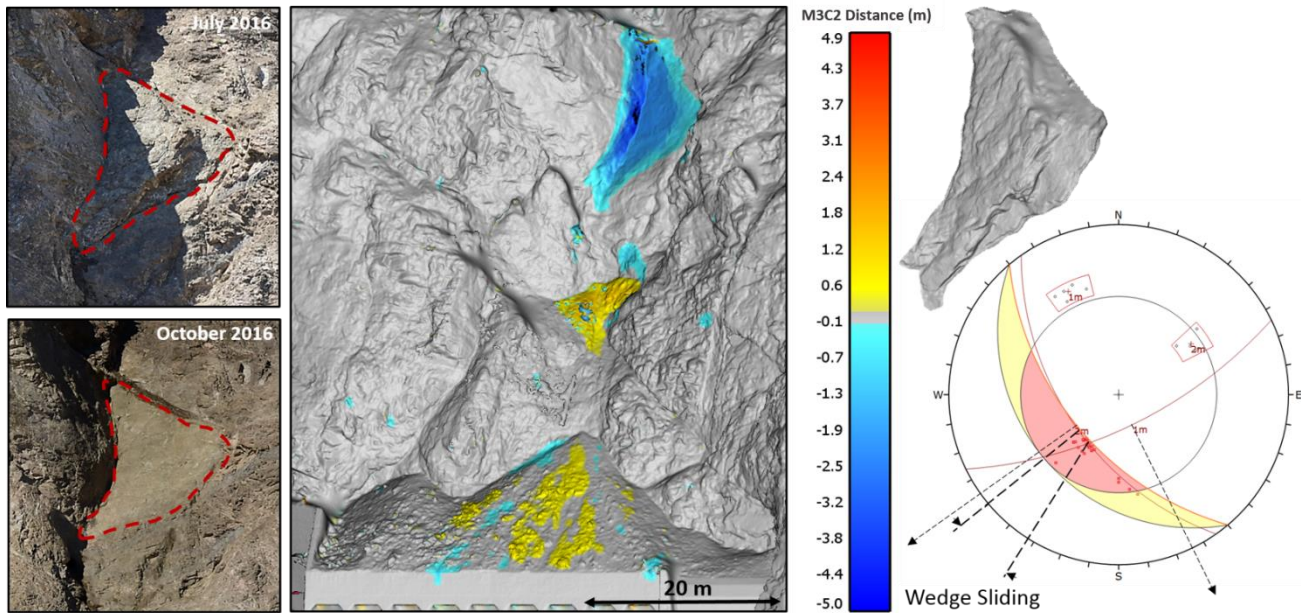 July 2016
October 2016
20 m
M3C2 Distance (m)
4.9
4.3
3.7
3.0
2.4
1.8
1.2
0.6
-0.1
-0.7
-1.3
-1.9
-2.5
-3.2
-3.8
-4.4
-5.0
N
1m
2m
W
E
2m
1m
S
Wedge Sliding